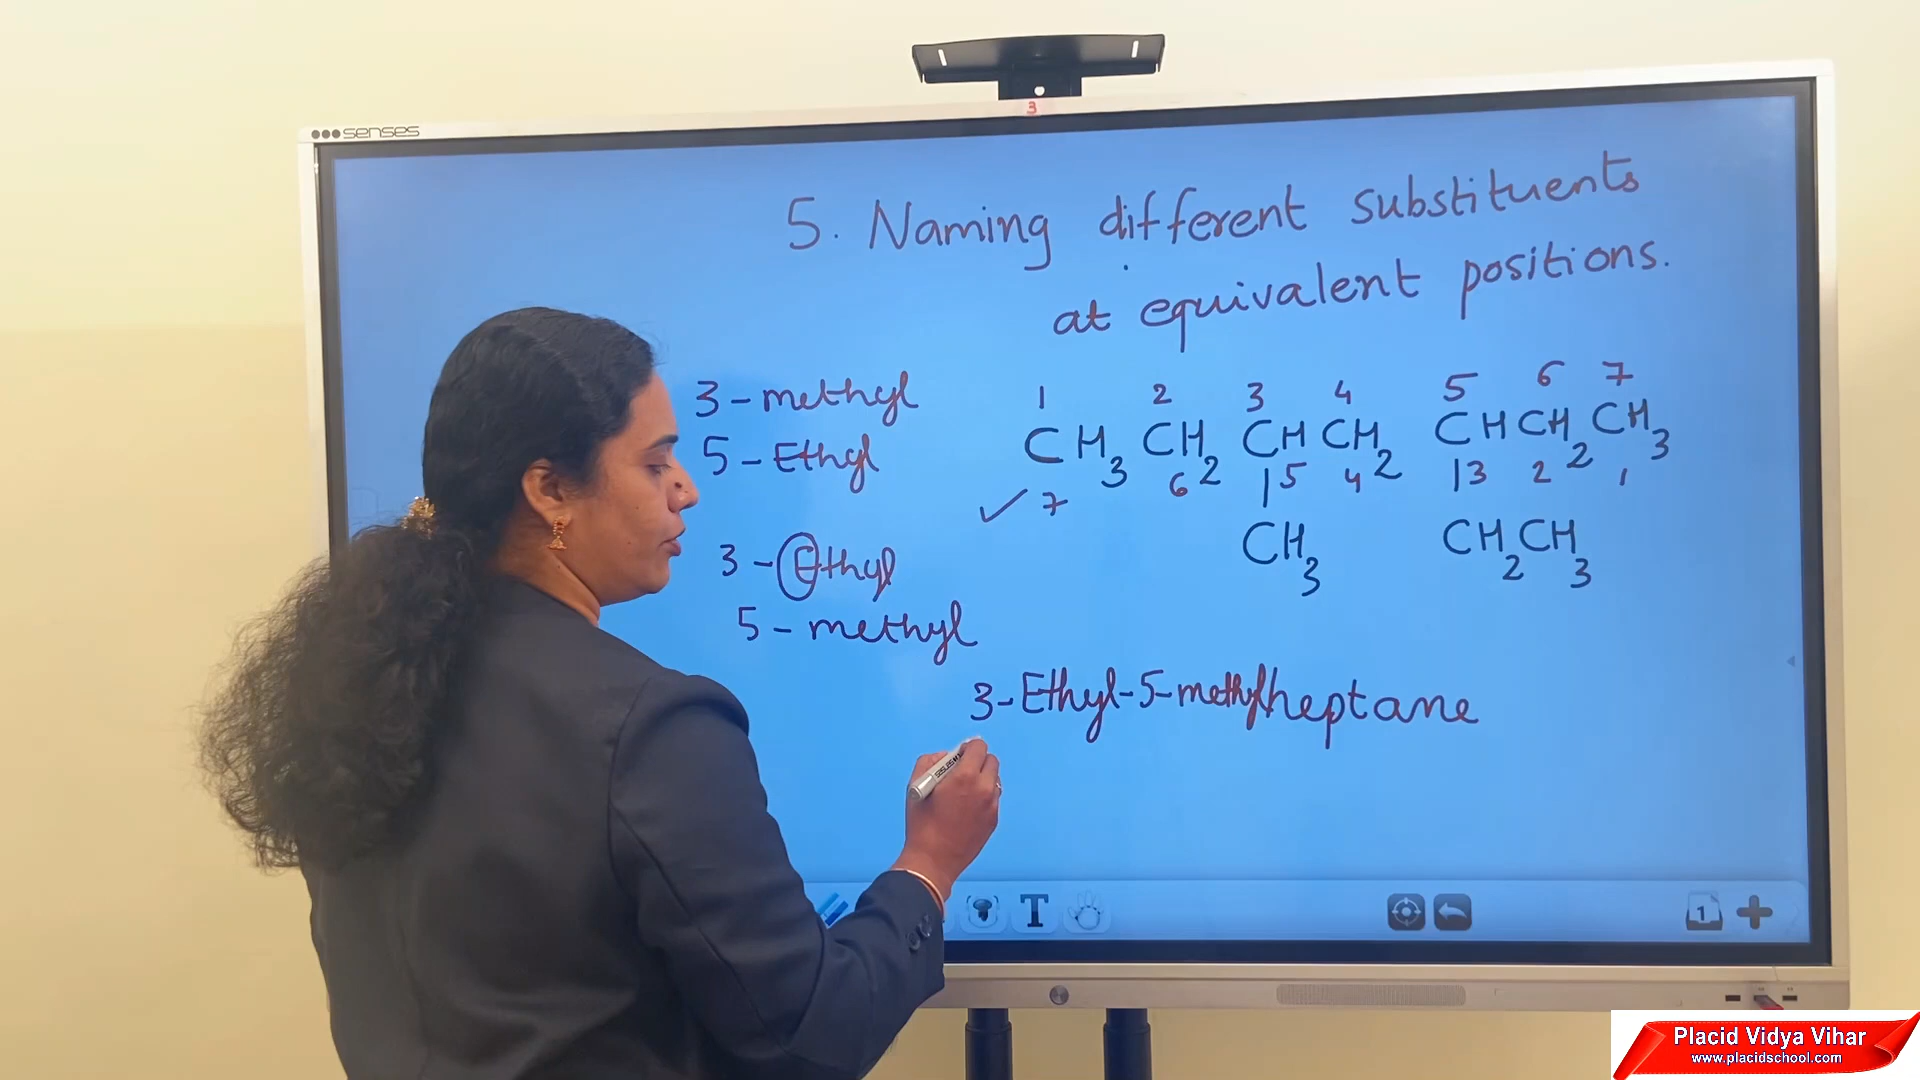 senses
3
5. Naming different substituents
at equivalent positions.
3 - methyl
5 - Ethyl
3 - Ethyl
5 - methyl
1 2 3 4 5 6 7
CH3 CH2 CH CH2 CH CH2 CH3
7 6 5 4 3 2 1
CH3 CH2CH3
3-Ethyl-5-methylheptane
T
1
Placid Vidya Vihar
www.placidschool.com